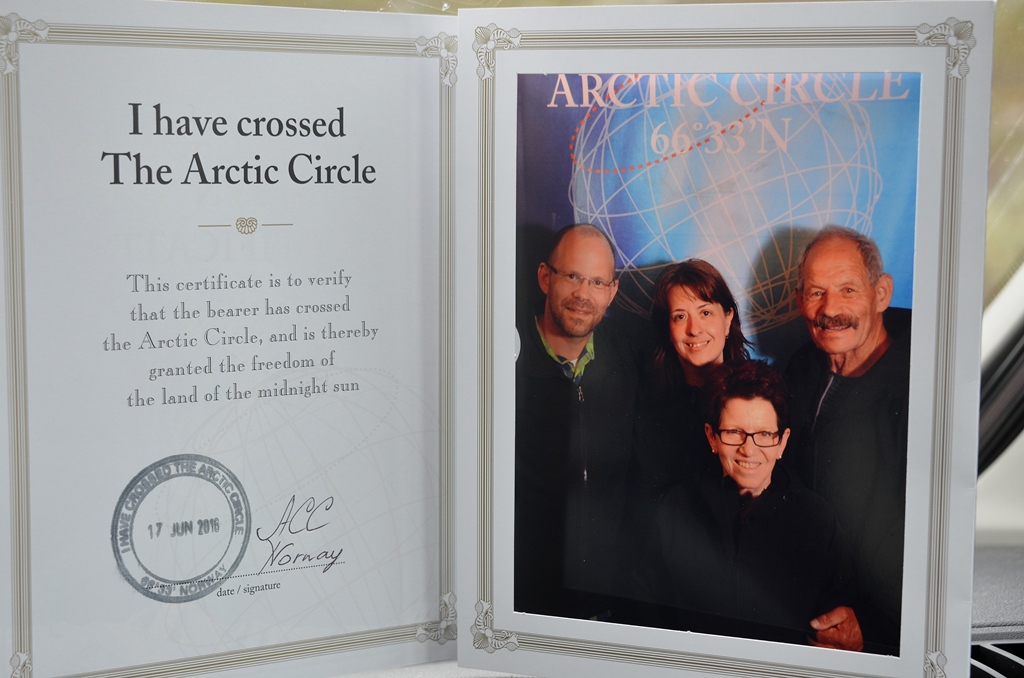 I have crossed
The Arctic Circle
This certificate is to verify
that the bearer has crossed
the Arctic Circle, and is thereby
granted the freedom of
the land of the midnight sun
I HAVE CROSSED THE ARCTIC CIRCLE
17 JUN 2016
66°33' NORWAY
ACC
Norway
date / signature
ARCTIC CIRCLE
66°33'N